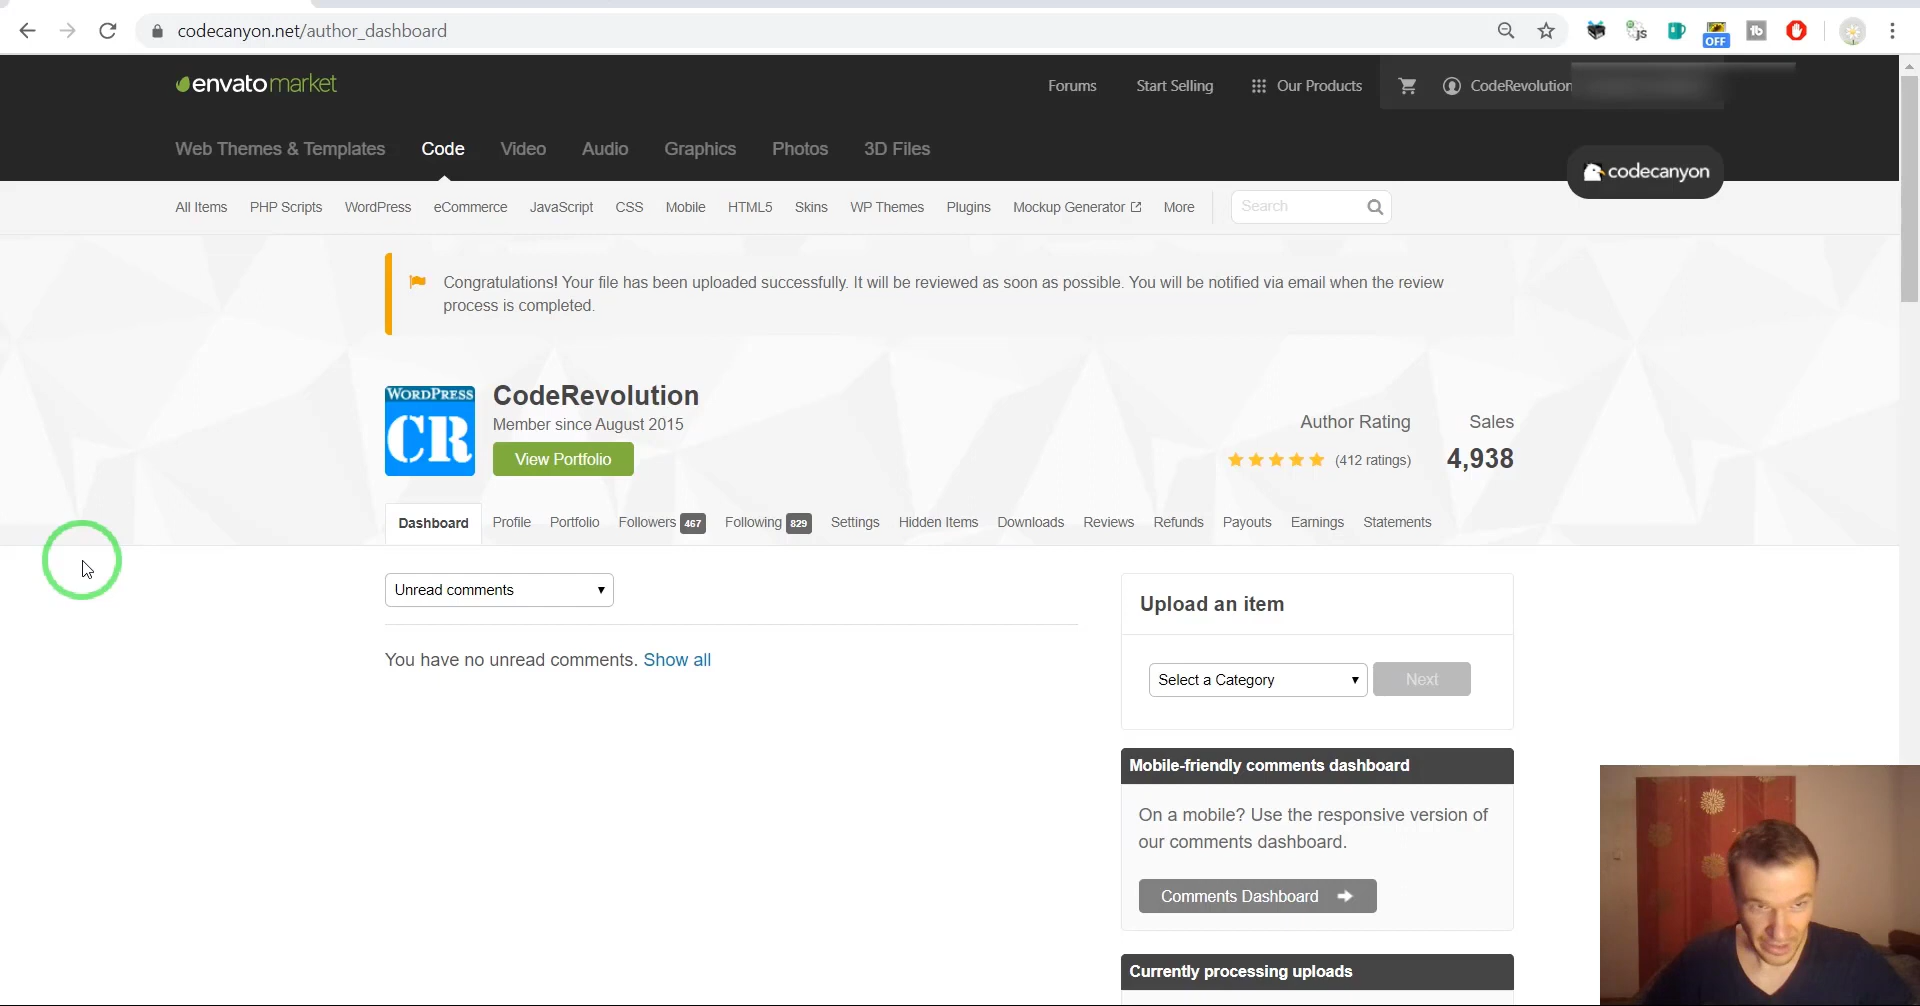 codecanyon.net/author_dashboard
OFF
envatomarket
Forums
Start Selling
Our Products
CodeRevolution
Web Themes & Templates
Code
Video
Audio
Graphics
Photos
3D Files
codecanyon
All Items
PHP Scripts
WordPress
eCommerce
JavaScript
CSS
Mobile
HTML5
Skins
WP Themes
Plugins
Mockup Generator
More
Search
Congratulations! Your file has been uploaded successfully. It will be reviewed as soon as possible. You will be notified via email when the review
process is completed.
WORDPRESS
CR
CodeRevolution
Member since August 2015
View Portfolio
Author Rating
Sales
(412 ratings)
4,938
Dashboard
Profile
Portfolio
Followers 467
Following 829
Settings
Hidden Items
Downloads
Reviews
Refunds
Payouts
Earnings
Statements
Unread comments
You have no unread comments. Show all
Upload an item
Select a Category
Next
Mobile-friendly comments dashboard
On a mobile? Use the responsive version of
our comments dashboard.
Comments Dashboard
Currently processing uploads